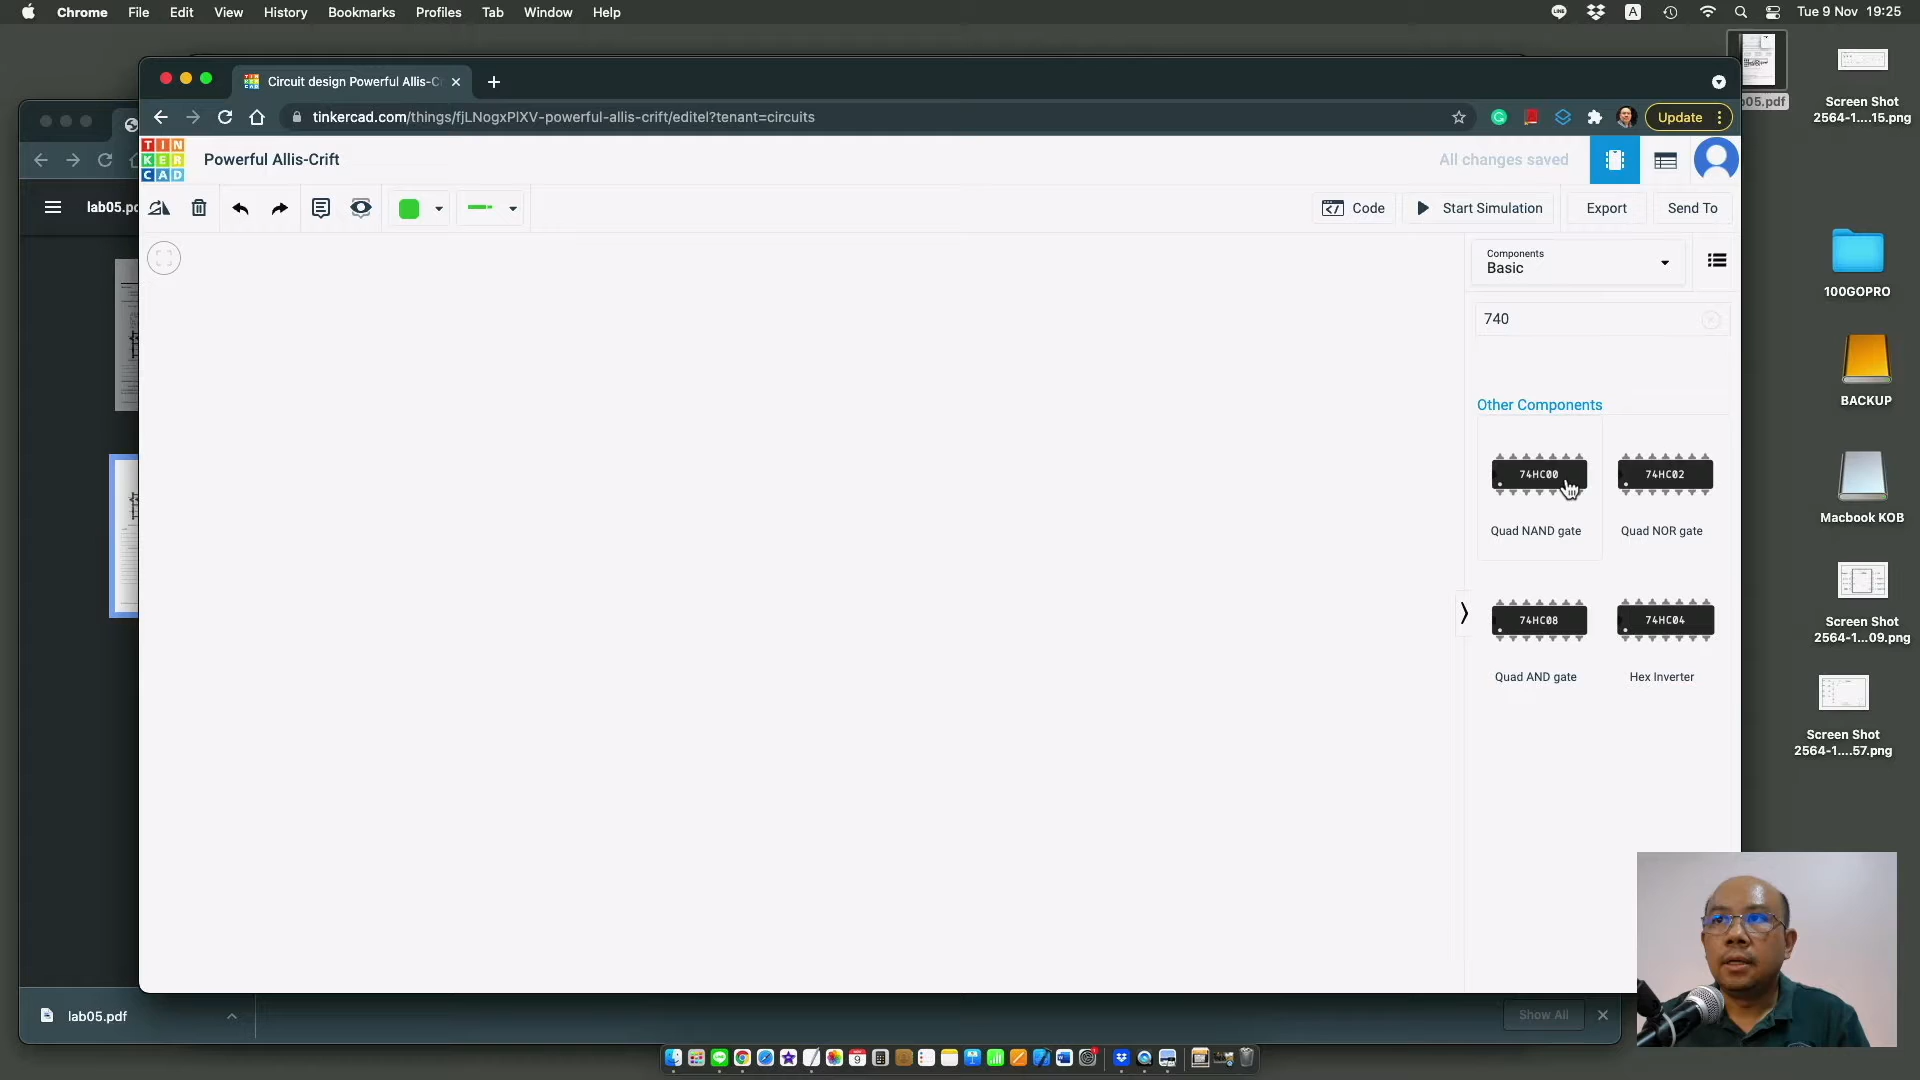 Chrome File Edit View History Bookmarks Profiles Tab Window Help
A Tue 9 Nov 19:25
Circuit design Powerful Allis-C
tinkercad.com/things/fjLNogxPlXV-powerful-allis-crift/editel?tenant=circuits
Update
05.pdf
Screen Shot
2564-1....15.png
TIN
KER
CAD
Powerful Allis-Crift
All changes saved
lab05.pd
Code
Start Simulation
Export
Send To
Components
Basic
740
Other Components
74HC00
74HC02
Quad NAND gate
Quad NOR gate
74HC08
74HC04
Quad AND gate
Hex Inverter
100GOPRO
BACKUP
Macbook KOB
Screen Shot
2564-1...09.png
Screen Shot
2564-1....57.png
lab05.pdf
Show All